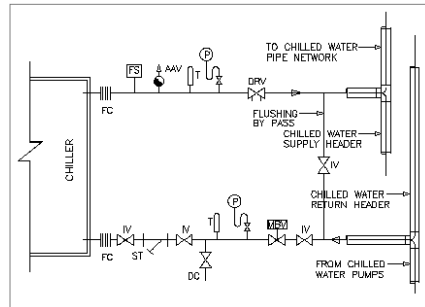 TO CHILLED WATER
PIPE NETWORK
P
FS
AAV
T
DRV
FC
FLUSHING
BY PASS
CHILLED WATER
SUPPLY HEADER
IV
CHILLER
CHILLED WATER
RETURN HEADER
P
IV
IV
T
MBV
IV
FC
ST
DC
FROM CHILLED
WATER PUMPS